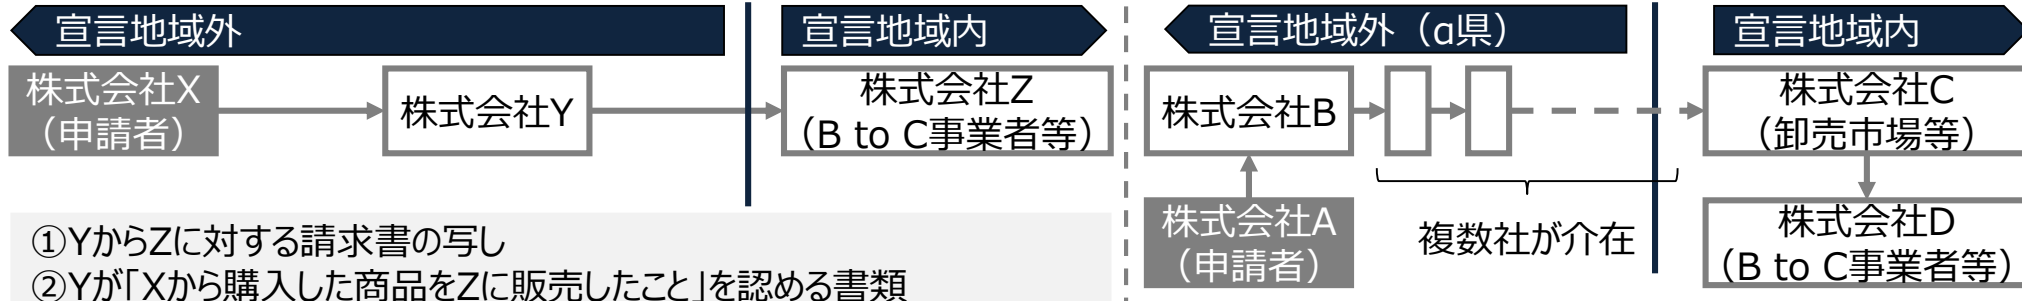 宣言地域外
宣言地域内
株式会社X
（申請者）
株式会社Y
株式会社Z
（B to C事業者等）
①YからZに対する請求書の写し
②Yが「Xから購入した商品をZに販売したこと」を認める書類
宣言地域外（α県）
宣言地域内
株式会社B
株式会社C
（卸売市場等）
株式会社A
（申請者）
複数社が介在
株式会社D
（B to C事業者等）